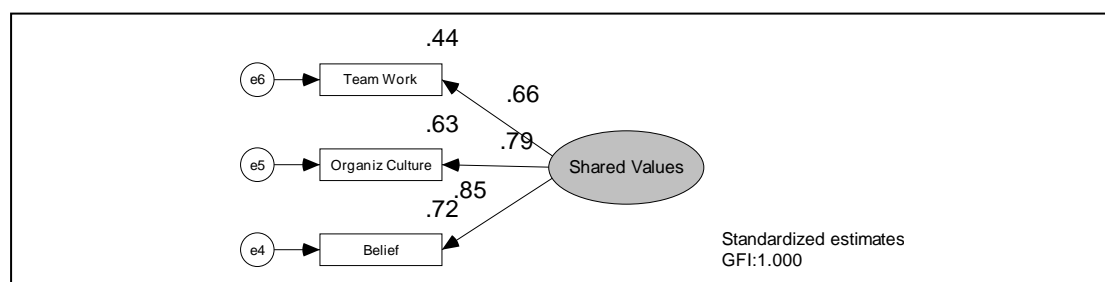 .44
e6
Team Work
.66
.63
.79
e5
Organiz Culture
Shared Values
.85
.72
e4
Belief
Standardized estimates
GFI:1.000